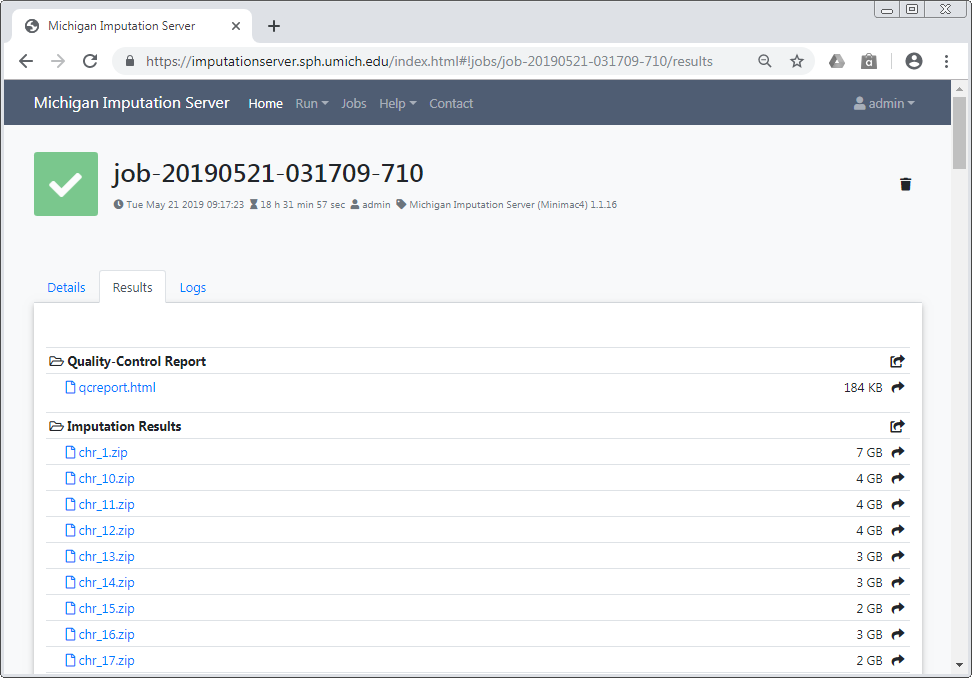 Michigan Imputation Server
https://imputationserver.sph.umich.edu/index.html#!jobs/job-20190521-031709-710/results
Michigan Imputation Server Home Run Jobs Help Contact admin
job-20190521-031709-710
Tue May 21 2019 09:17:23 18 h 31 min 57 sec admin Michigan Imputation Server (Minimac4) 1.1.16
Details Results Logs
Quality-Control Report
qcreport.html 184 KB
Imputation Results
chr_1.zip 7 GB
chr_10.zip 4 GB
chr_11.zip 4 GB
chr_12.zip 4 GB
chr_13.zip 3 GB
chr_14.zip 3 GB
chr_15.zip 2 GB
chr_16.zip 3 GB
chr_17.zip 2 GB